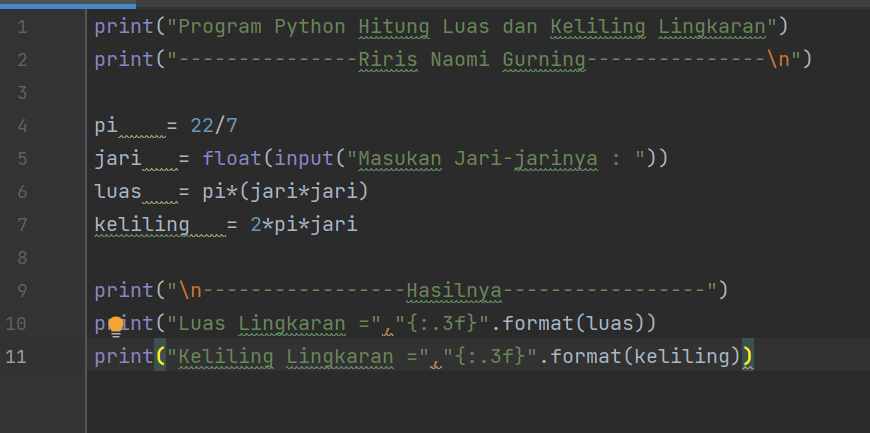 1 print("Program Python Hitung Luas dan Keliling Lingkaran")
2 print("---------------Riris Naomi Gurning---------------\n")
3
4 pi    = 22/7
5 jari   = float(input("Masukan Jari-jarinya : "))
6 luas   = pi*(jari*jari)
7 keliling   = 2*pi*jari
8
9 print("\n-----------------Hasilnya-----------------")
10 print("Luas Lingkaran =","{:.3f}".format(luas))
11 print("Keliling Lingkaran =","{:.3f}".format(keliling))